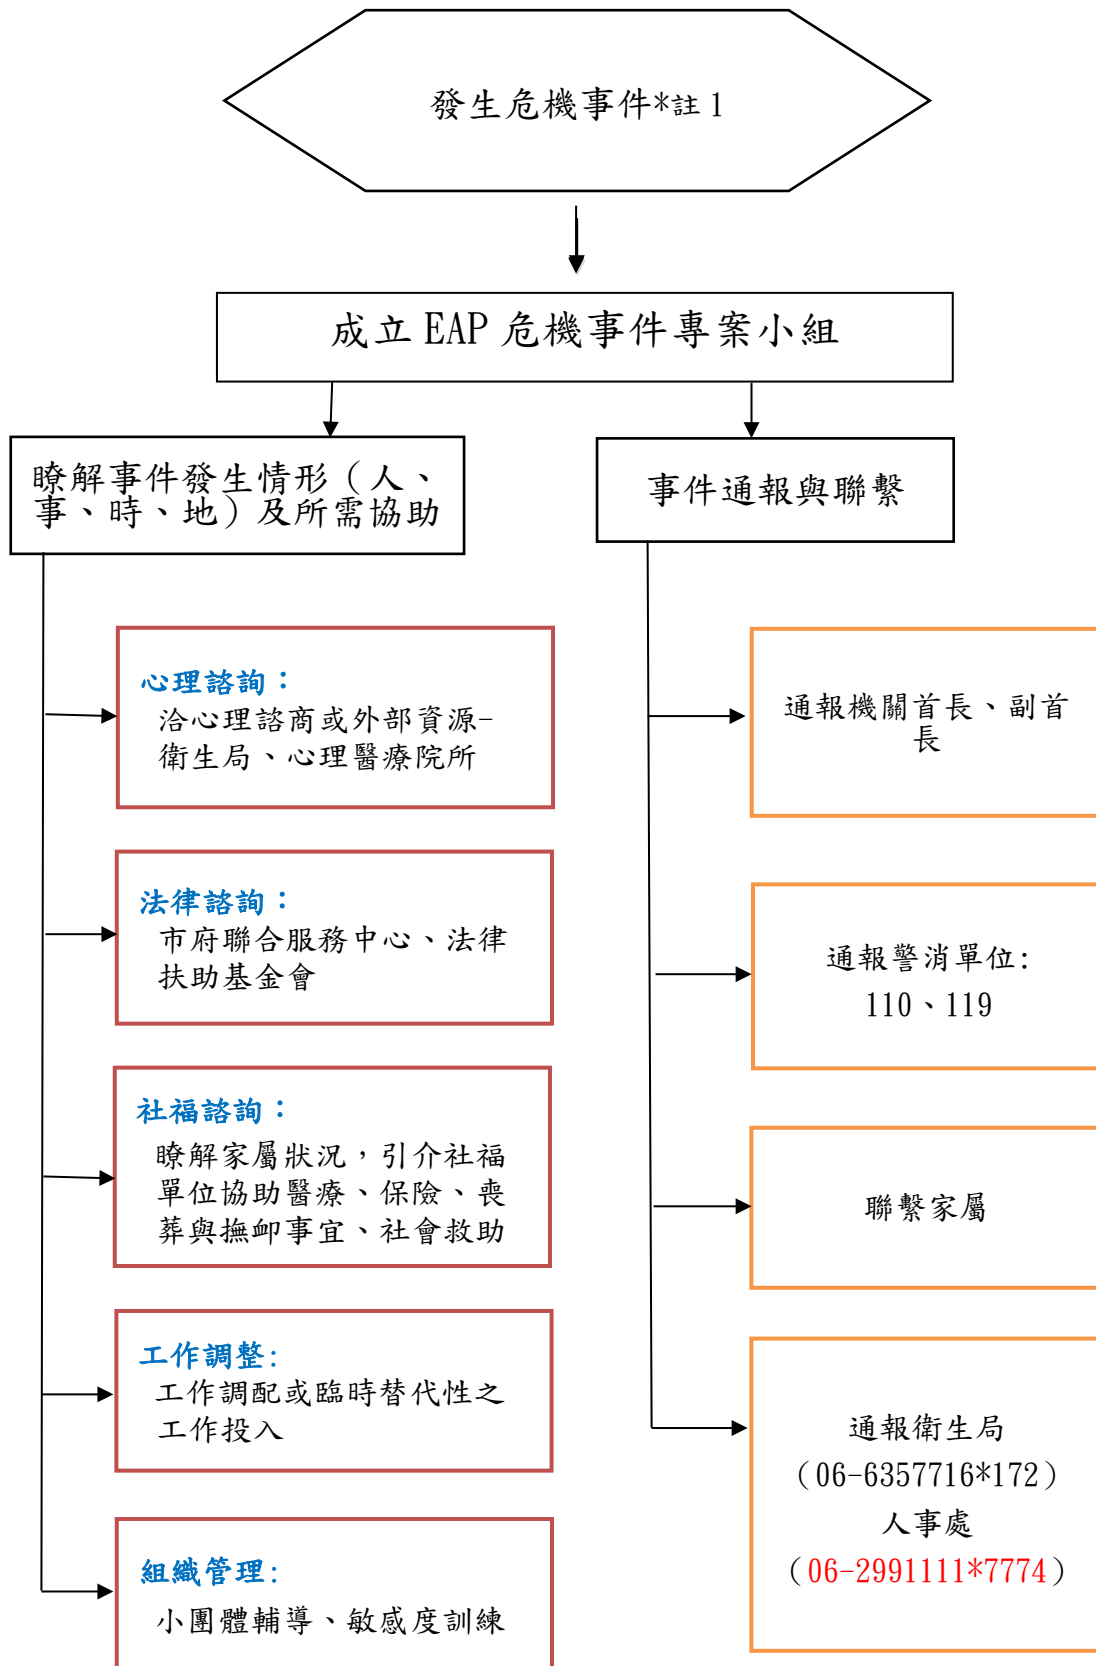 發生危機事件*註 1
成立 EAP 危機事件專案小組
瞭解事件發生情形（人、
事、時、地）及所需協助
事件通報與聯繫
心理諮詢：
洽心理諮商或外部資源-
衛生局、心理醫療院所
法律諮詢：
市府聯合服務中心、法律
扶助基金會
社福諮詢：
瞭解家屬狀況，引介社福
單位協助醫療、保險、喪
葬與撫卹事宜、社會救助
工作調整:
工作調配或臨時替代性之
工作投入
組織管理:
小團體輔導、敏感度訓練
通報機關首長、副首
長
通報警消單位:
110、119
聯繫家屬
通報衛生局
（06-6357716*172）
人事處
（06-2991111*7774）